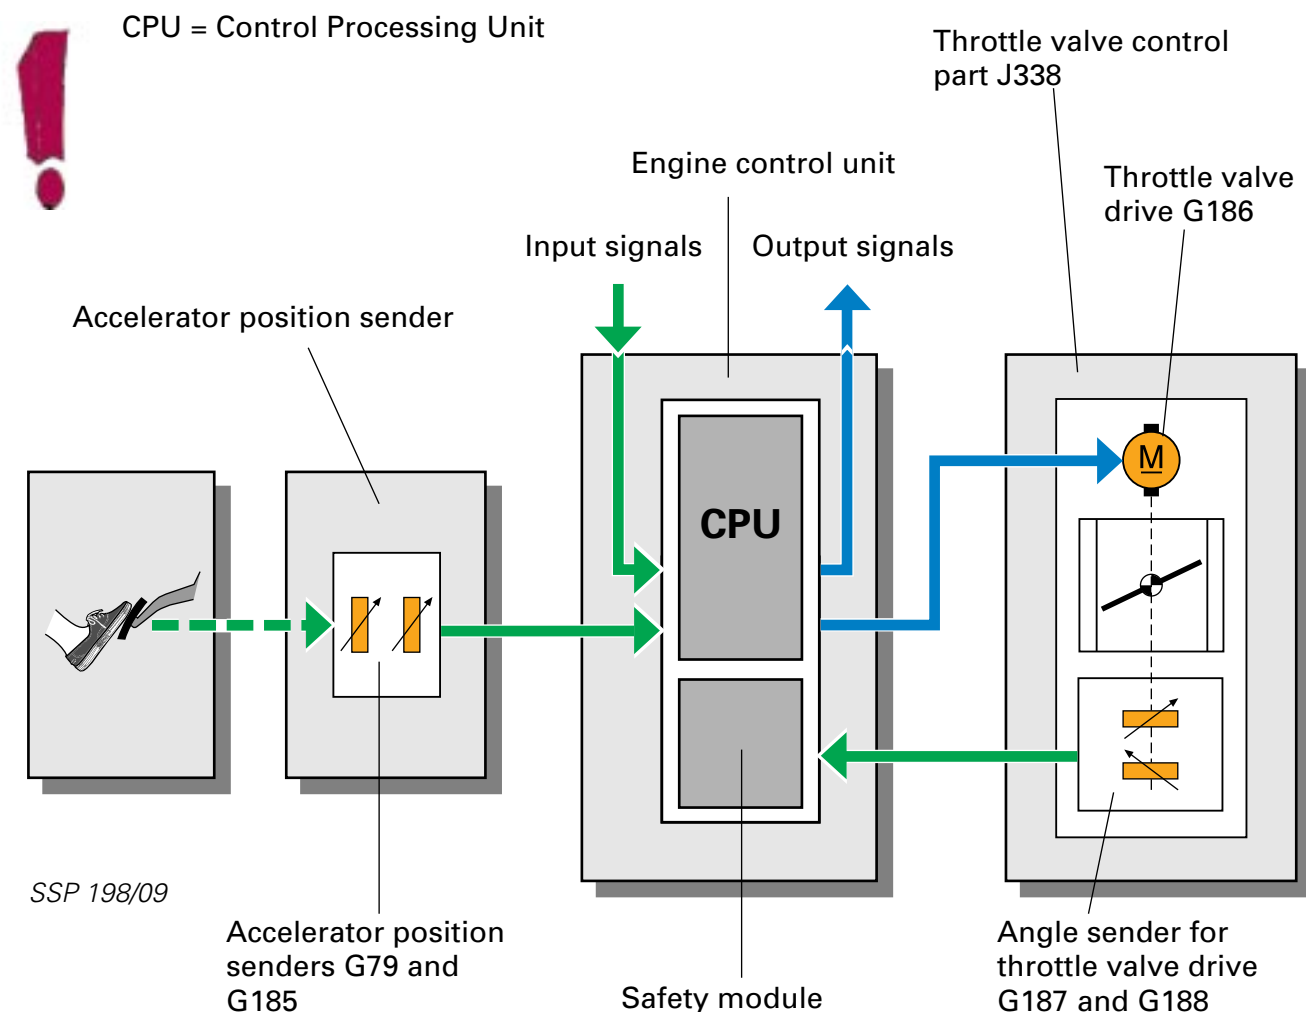 CPU = Control Processing Unit
Throttle valve control
part J338
Engine control unit
Throttle valve
drive G186
Input signals
Output signals
Accelerator position sender
M
CPU
SSP 198/09
Accelerator position
senders G79 and
G185
Safety module
Angle sender for
throttle valve drive
G187 and G188